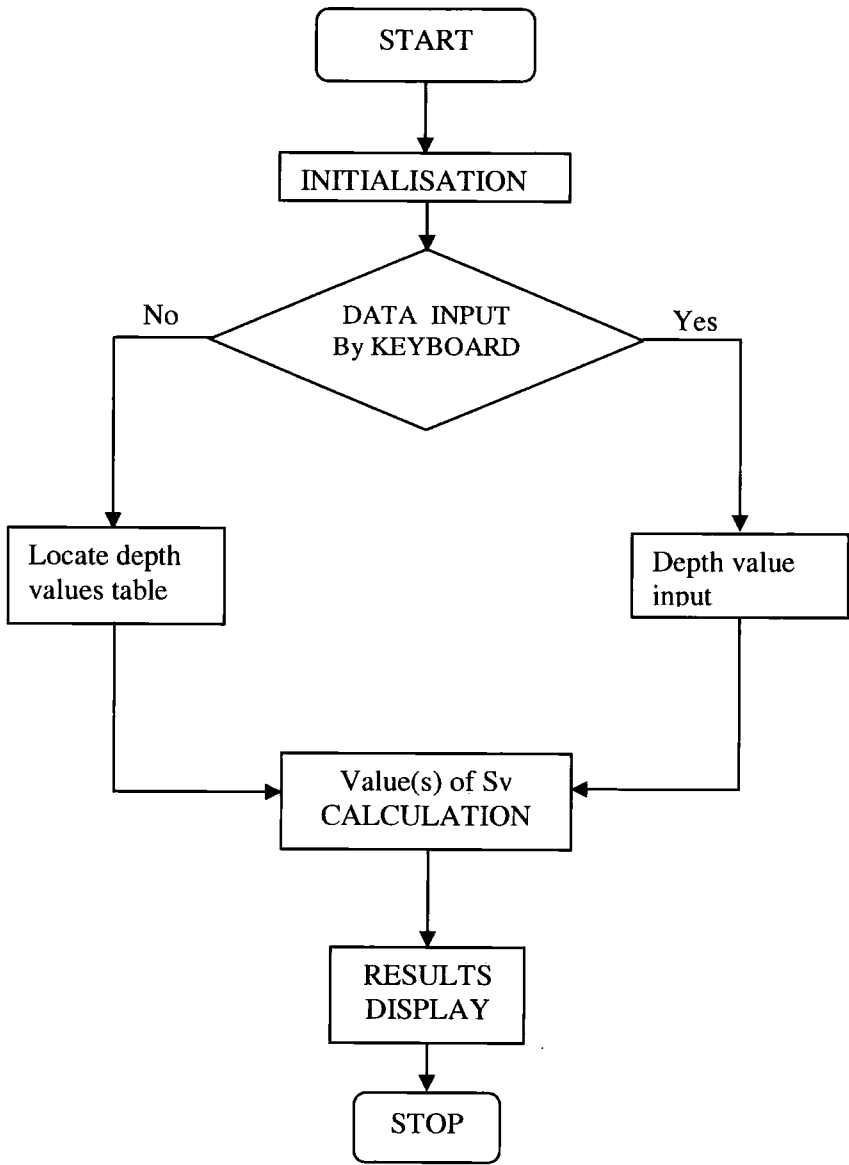 START
INITIALISATION
No
DATA INPUT
By KEYBOARD
Yes
Locate depth
values table
Depth value
input
Value(s) of Sv
CALCULATION
RESULTS
DISPLAY
STOP